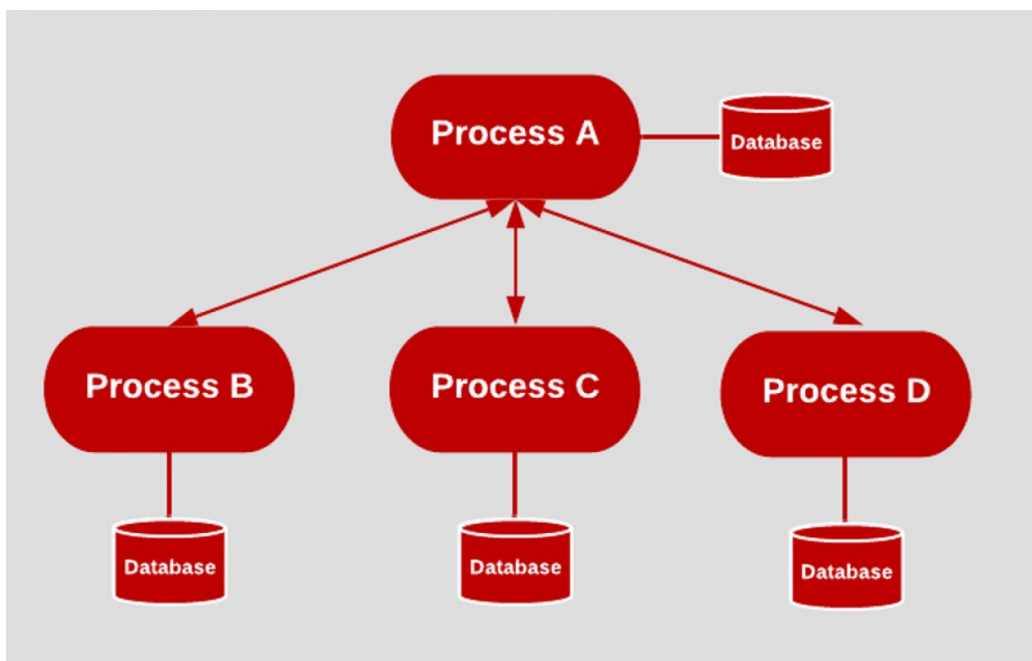 Process A
Database
Process B
Process C
Process D
Database
Database
Database